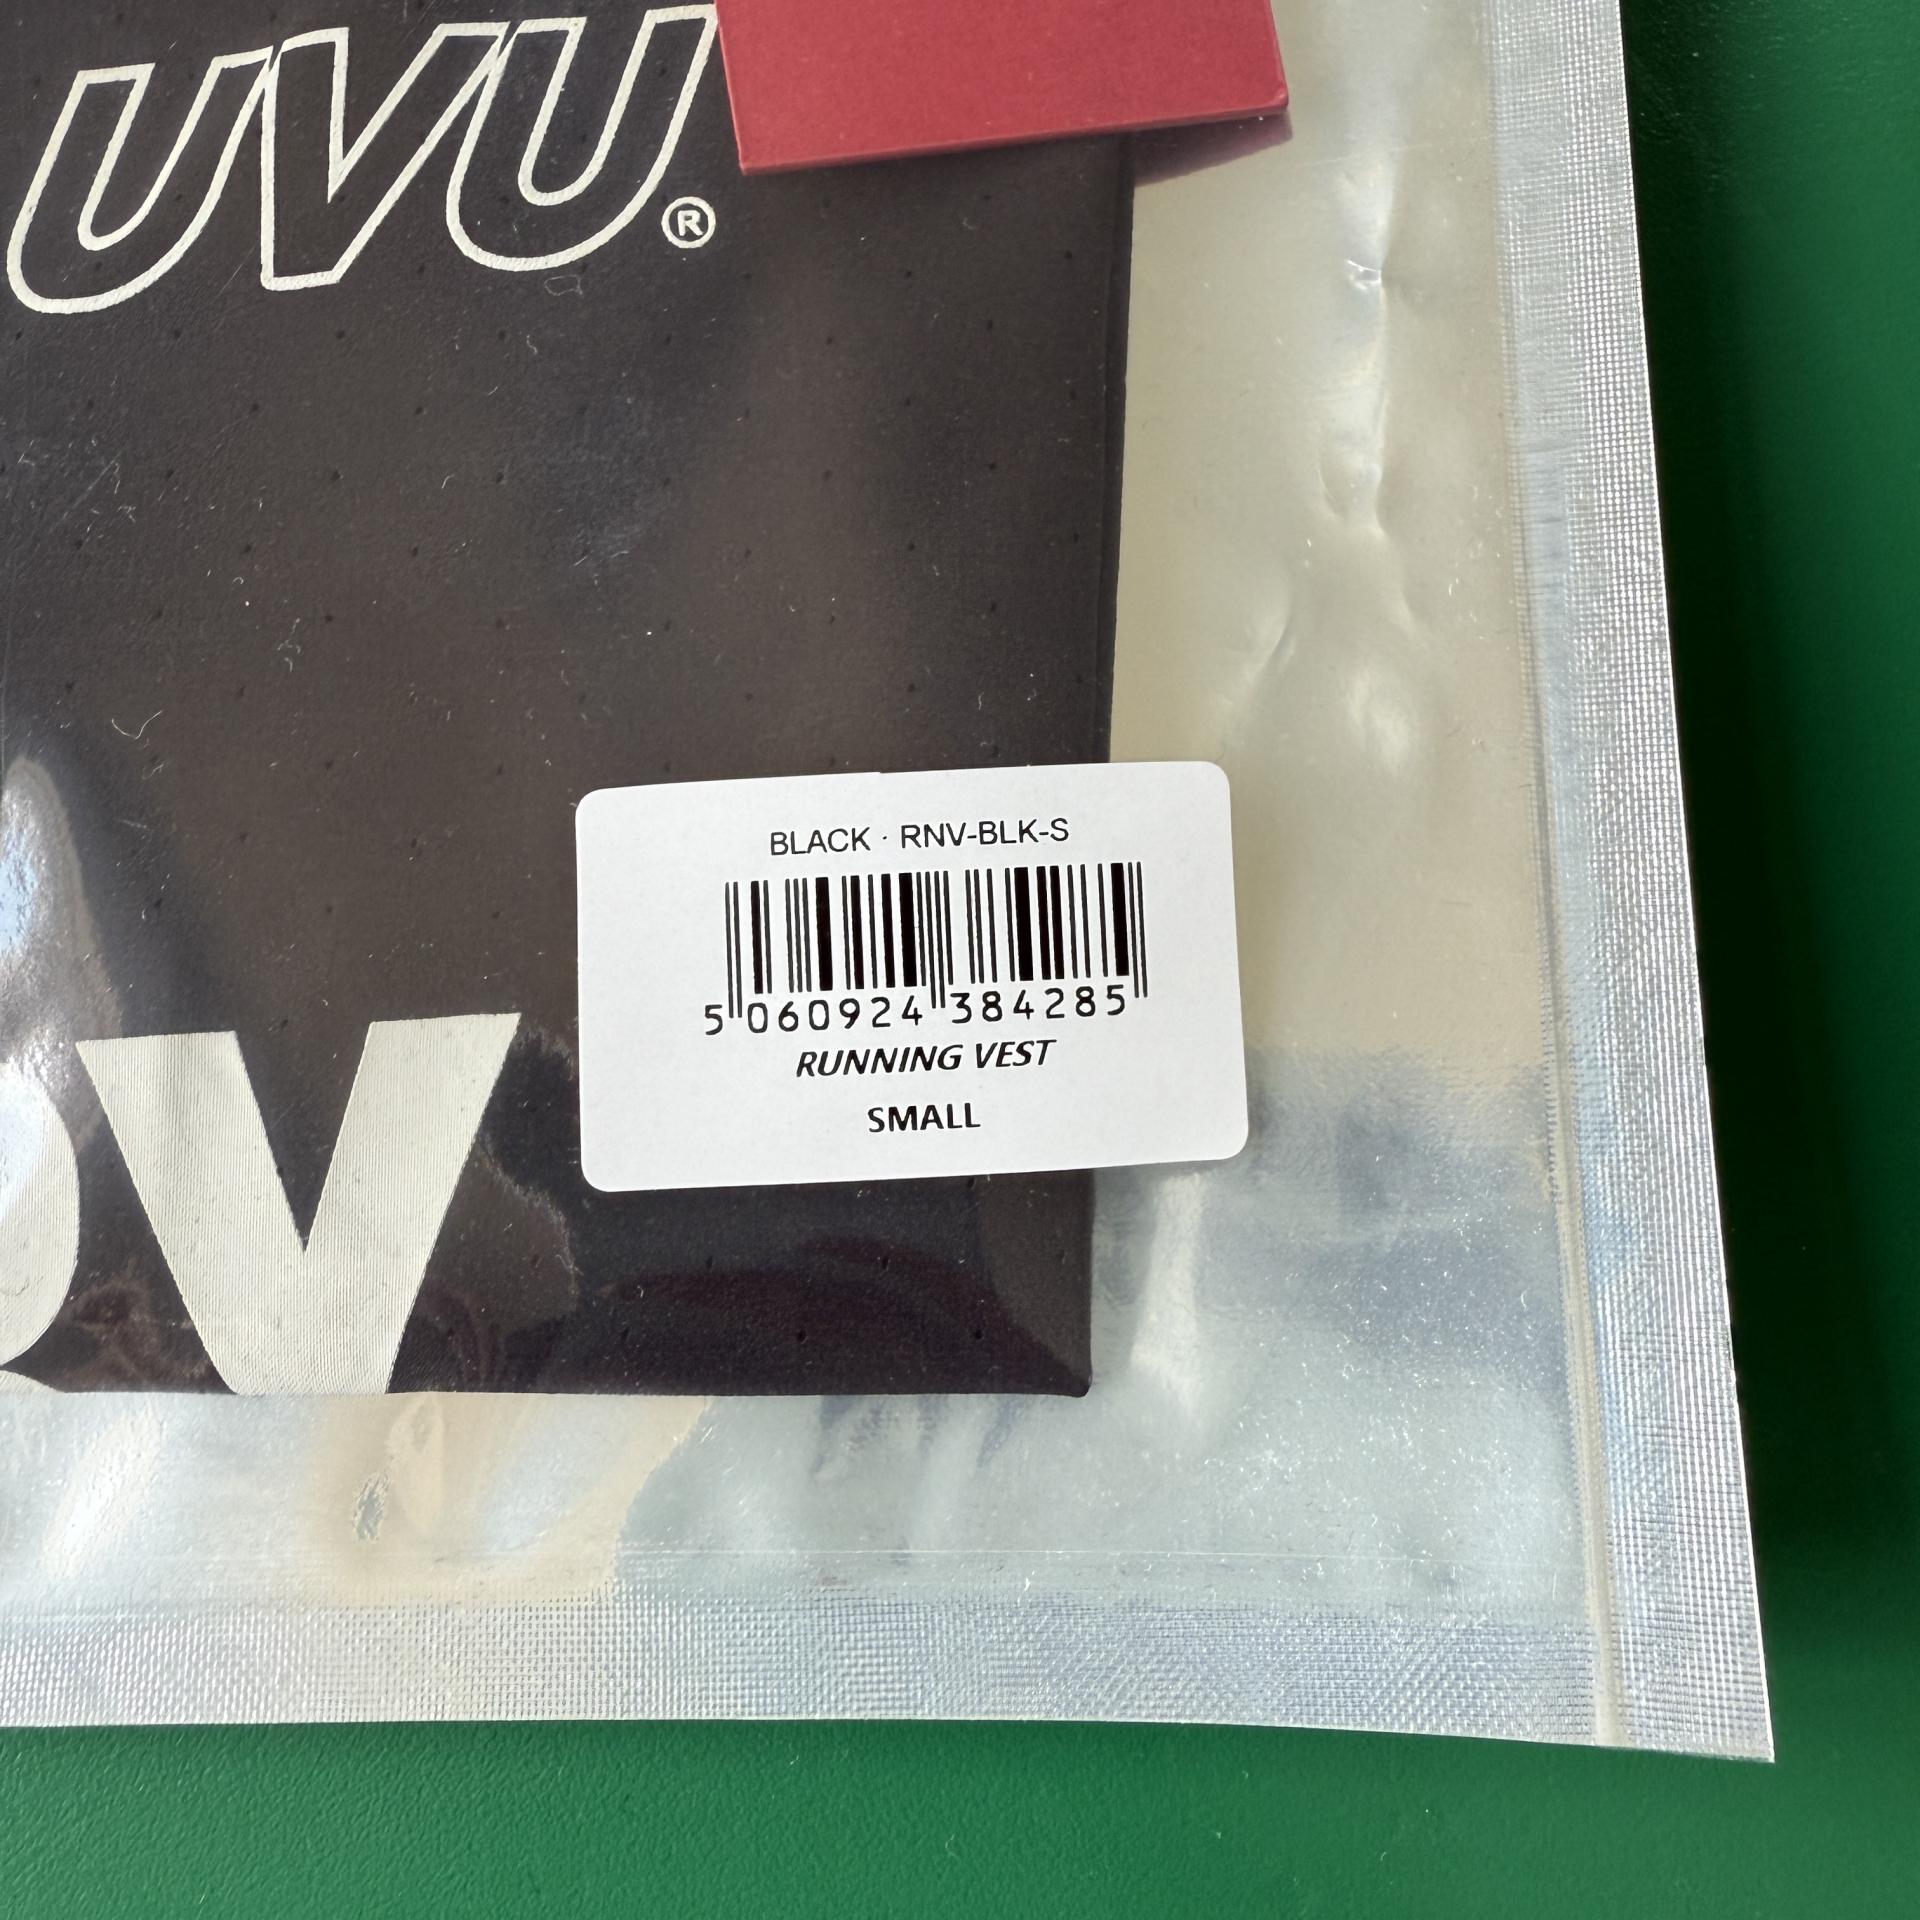 UVU®
BLACK · RNV-BLK-S
5 060924 384285
RUNNING VEST
SMALL